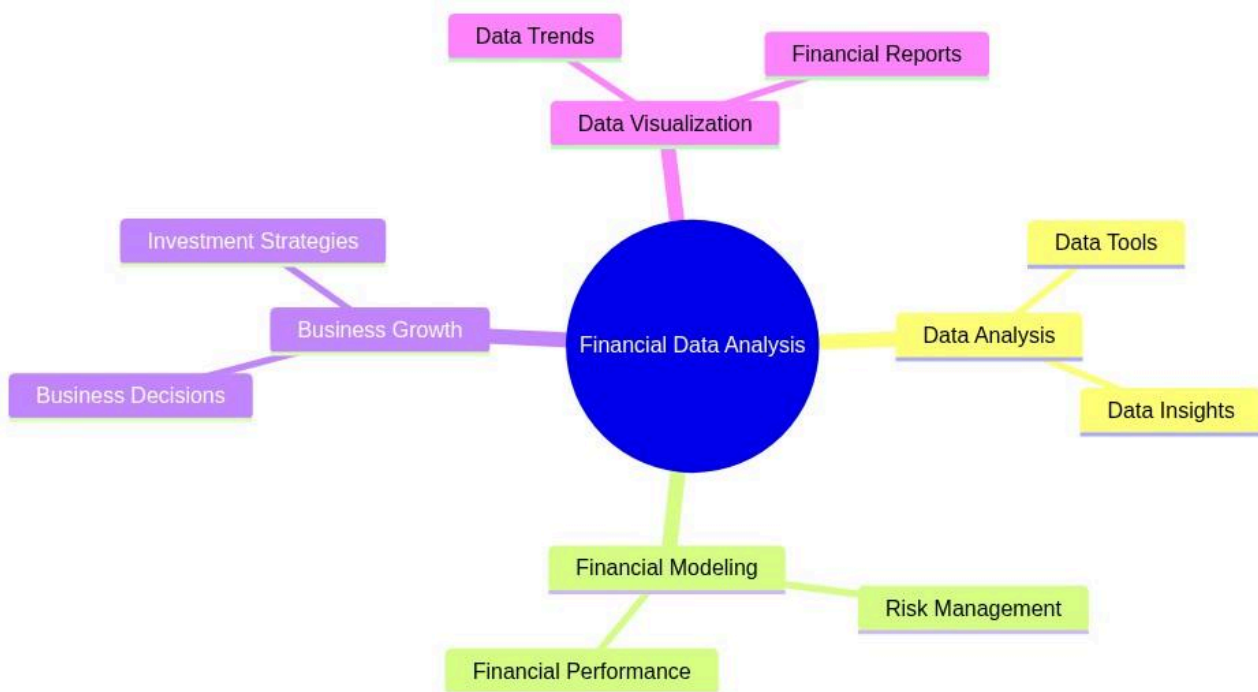 Data Trends
Financial Reports
Data Visualization
Investment Strategies
Data Tools
Business Growth
Financial Data Analysis
Data Analysis
Business Decisions
Data Insights
Financial Modeling
Risk Management
Financial Performance